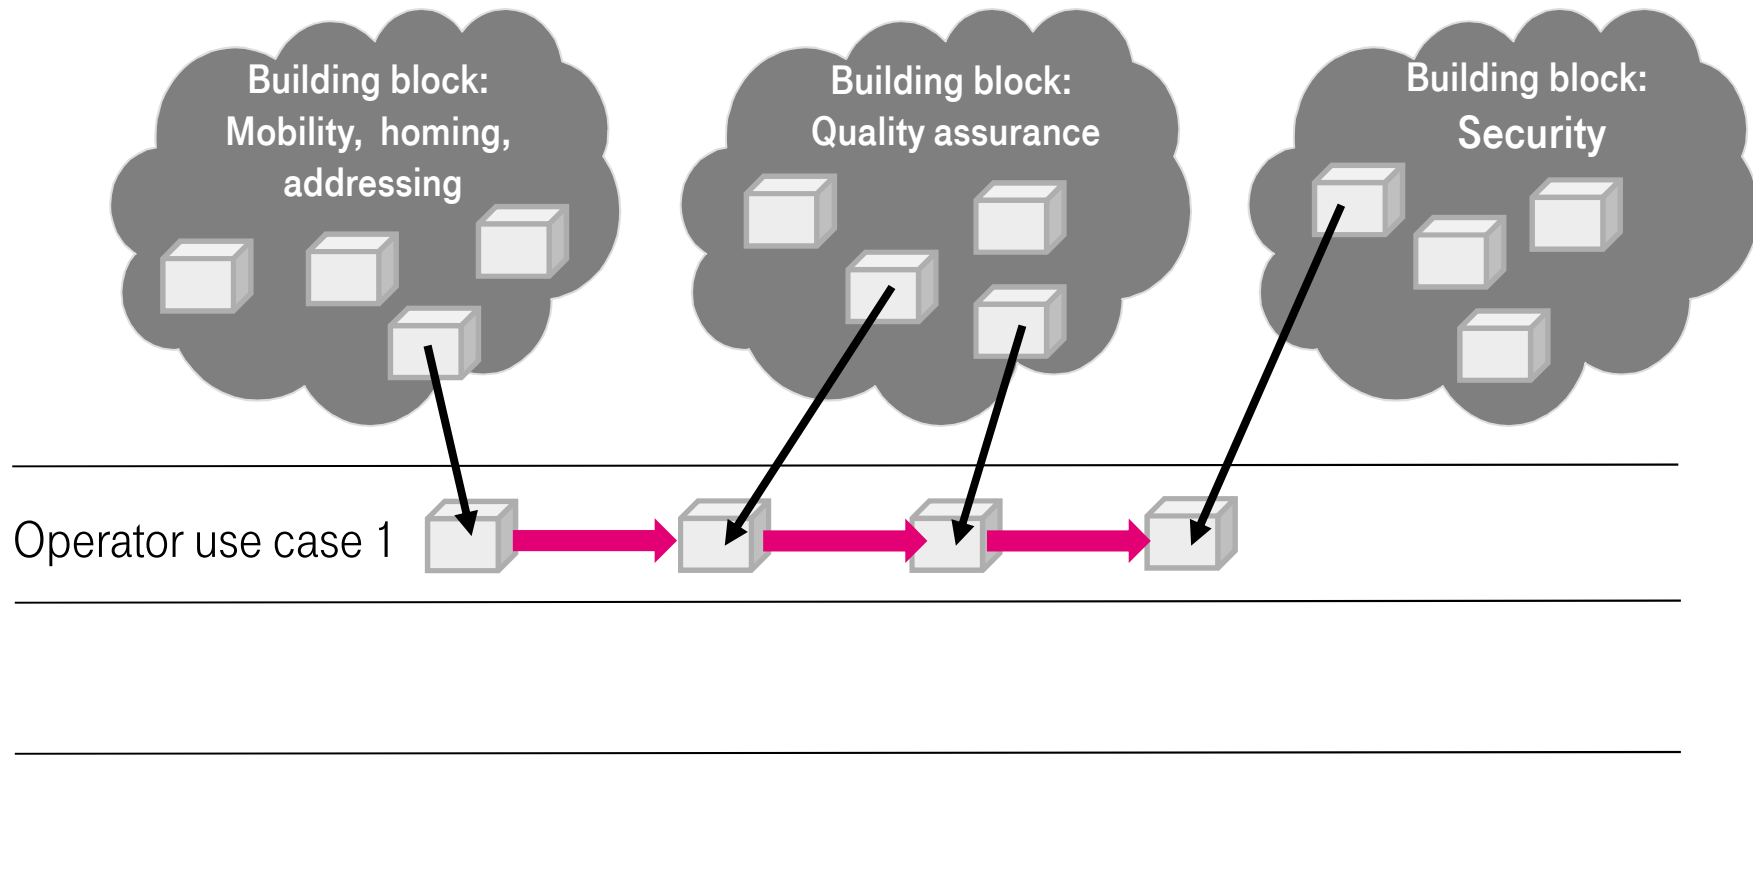 Building block:
Mobility, homing,
addressing
Building block:
Quality assurance
Building block:
Security
Operator use case 1